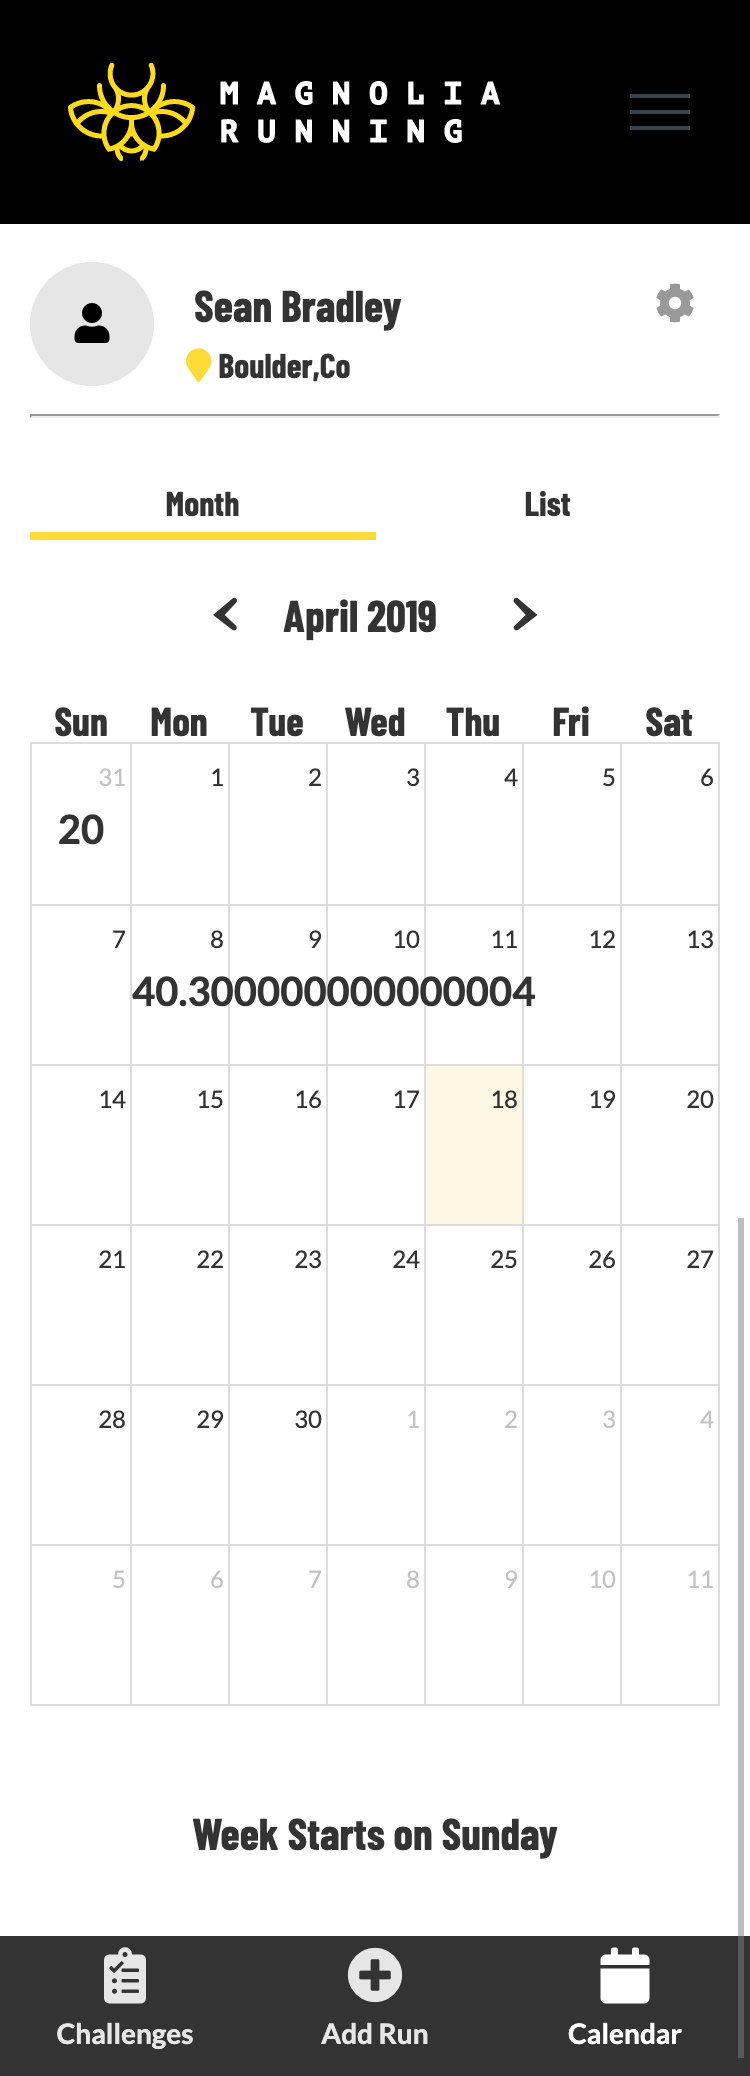 MAGNOLIA
RUNNING
Sean Bradley
Boulder,Co
Month List
April 2019
Sun Mon Tue Wed Thu Fri Sat
31 1 2 3 4 5 6
20
7 8 9 10 11 12 13
40.300000000000004
14 15 16 17 18 19 20
21 22 23 24 25 26 27
28 29 30 1 2 3 4
5 6 7 8 9 10 11
Week Starts on Sunday
Challenges Add Run Calendar